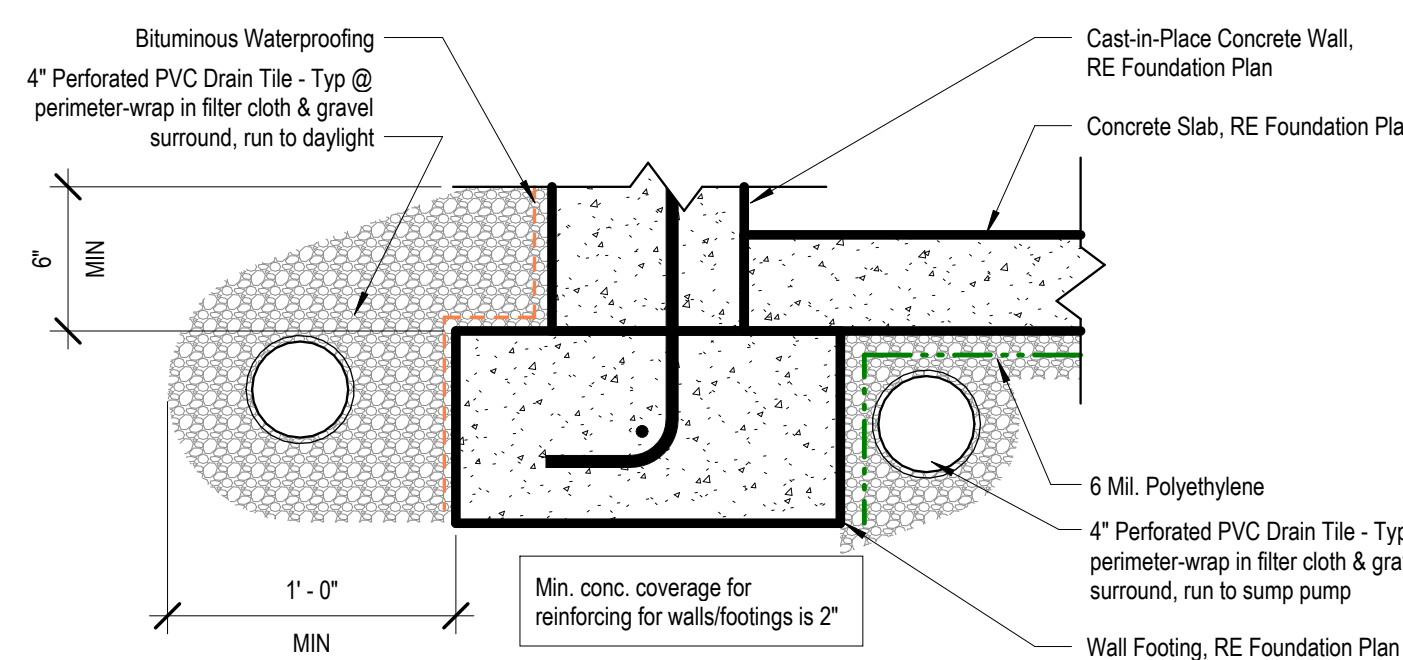 Bituminous Waterproofing
4" Perforated PVC Drain Tile - Typ @
perimeter-wrap in filter cloth & gravel
surround, run to daylight
Cast-in-Place Concrete Wall,
RE Foundation Plan
Concrete Slab, RE Foundation
6"
MIN
6 Mil. Polyethylene
4" Perforated PVC Drain Tile - Typ
perimeter-wrap in filter cloth &
surround, run to sump pump
Wall Footing, RE Foundation Plan
1' - 0"
MIN
Min. conc. coverage for
reinforcing for walls/footings is 2"